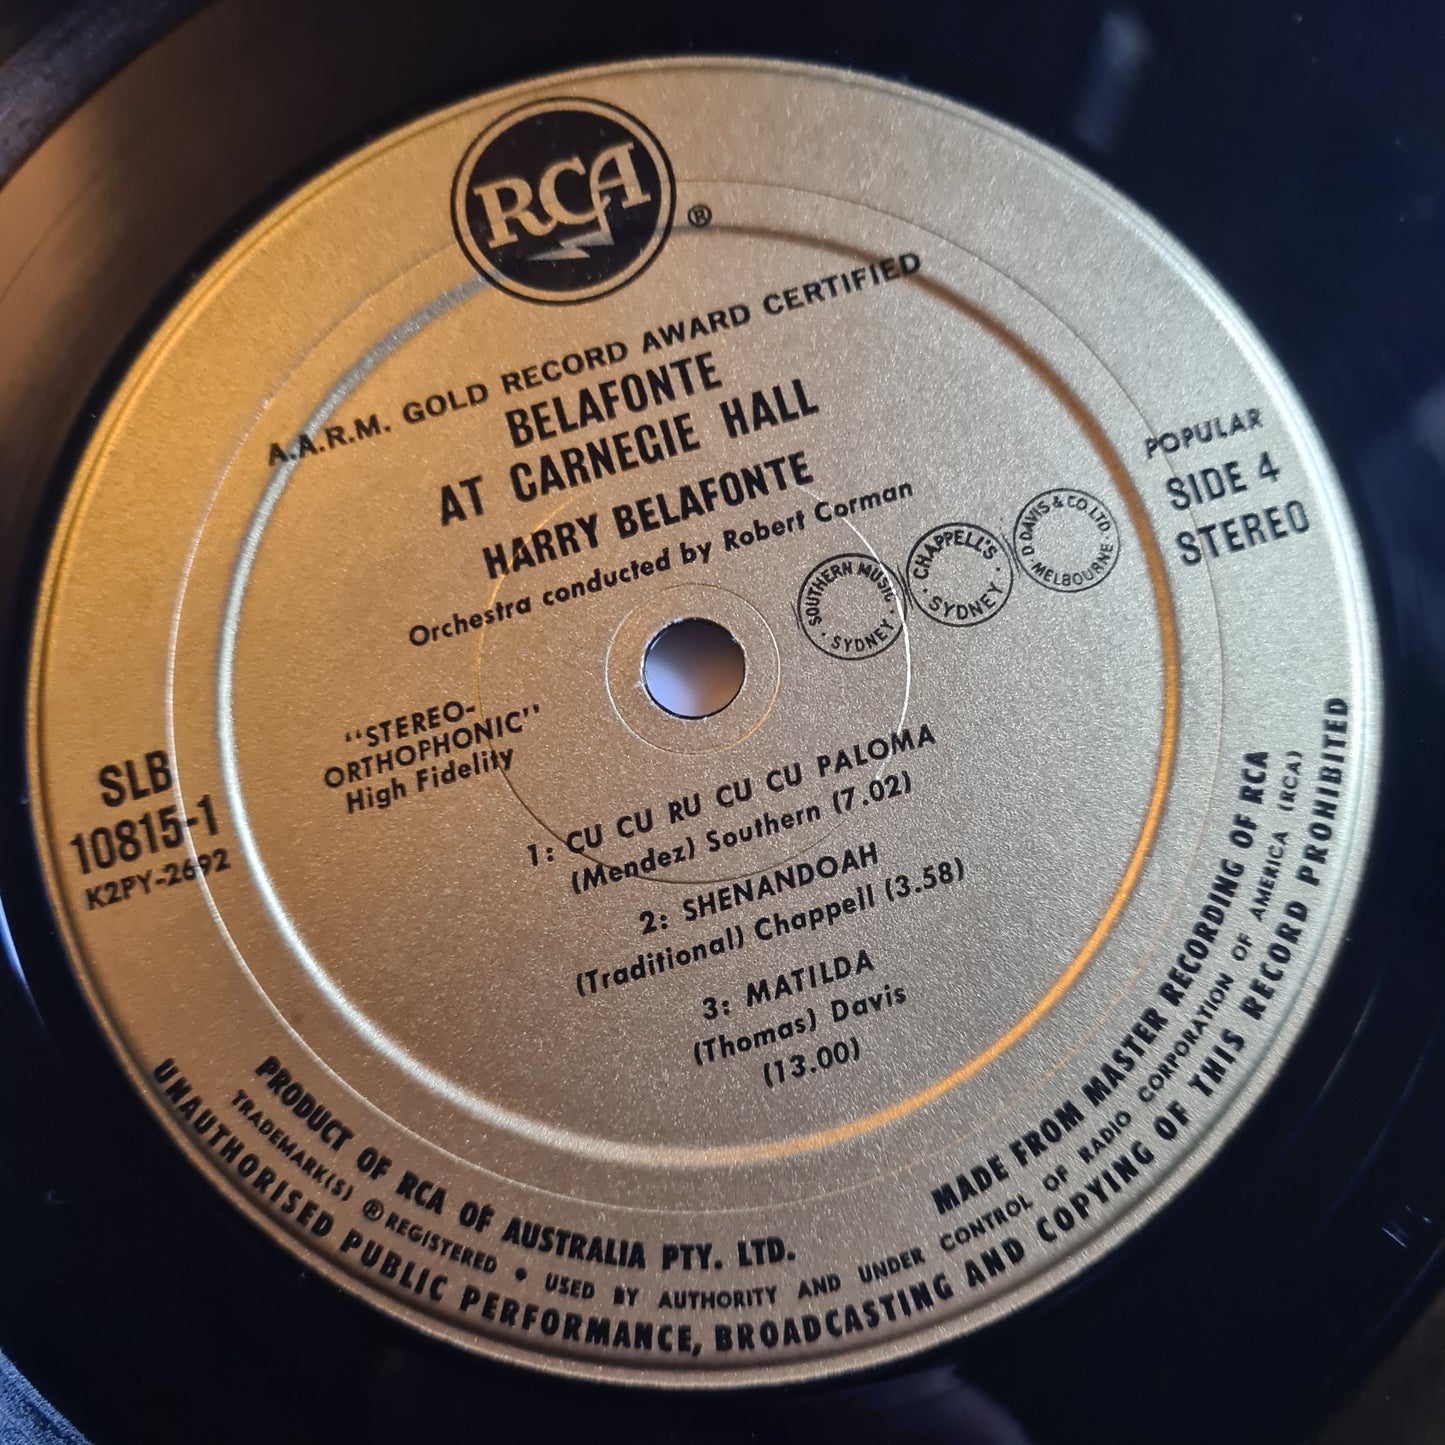 RCA ®
A.A.R.M. GOLD RECORD AWARD CERTIFIED
BELAFONTE
AT CARNEGIE HALL
HARRY BELAFONTE
Orchestra conducted by Robert Corman
POPULAR
SIDE 4
STEREO
SOUTHERN MUSIC · SYDNEY ·
CHAPPELL'S · SYDNEY ·
D. DAVIS & CO. LTD. · MELBOURNE ·
"STEREO-
ORTHOPHONIC"
High Fidelity
SLB
10815-1
K2PY-2692
1: CU CU RU CU CU PALOMA
(Mendez) Southern (7.02)
2: SHENANDOAH
(Traditional) Chappell (3.58)
3: MATILDA
(Thomas) Davis
(13.00)
PRODUCT OF RCA OF AUSTRALIA PTY. LTD. MADE FROM MASTER RECORDING OF RCA
TRADEMARK(S) ® REGISTERED • USED BY AUTHORITY AND UNDER CONTROL OF RADIO CORPORATION OF AMERICA (RCA)
UNAUTHORISED PUBLIC PERFORMANCE, BROADCASTING AND COPYING OF THIS RECORD PROHIBITED